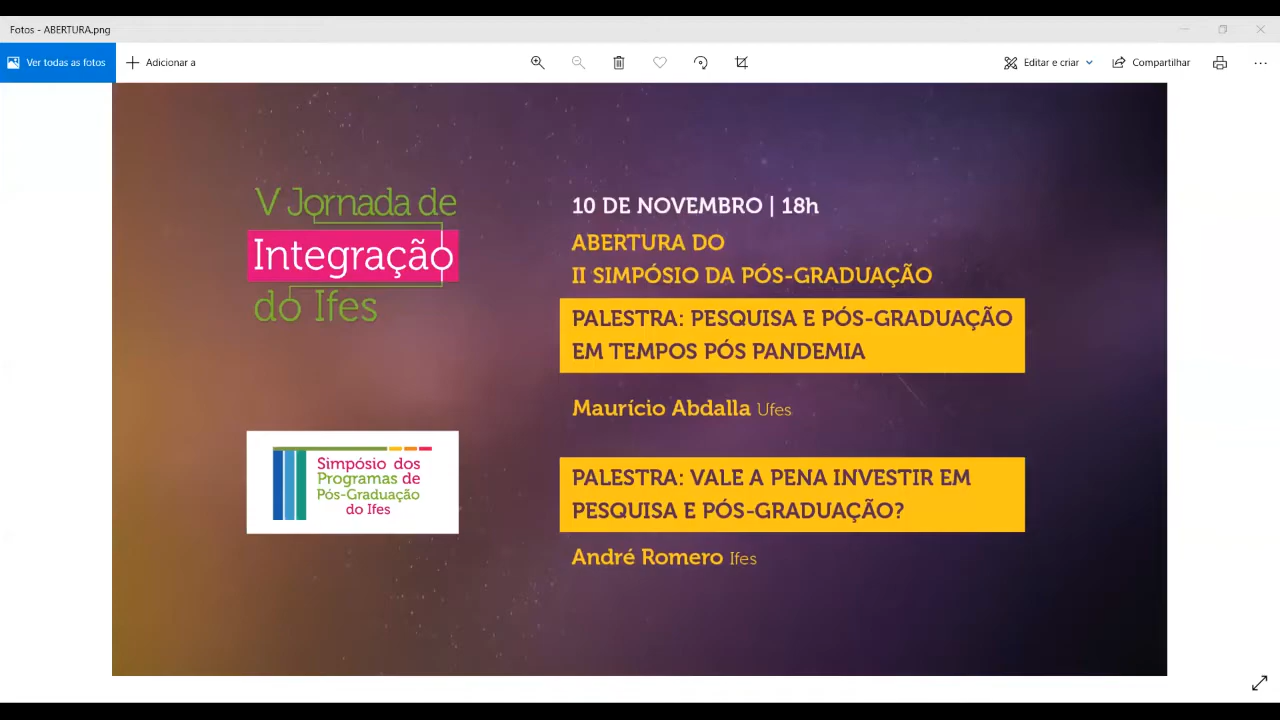 Fotos - ABERTURA.png
Ver todas as fotos
Adicionar a
Editar e criar
Compartilhar
V Jornada de
Integração
do Ifes
10 DE NOVEMBRO | 18h
ABERTURA DO
II SIMPÓSIO DA PÓS-GRADUAÇÃO
PALESTRA: PESQUISA E PÓS-GRADUAÇÃO
EM TEMPOS PÓS PANDEMIA
Maurício Abdalla Ufes
Simpósio dos
Programas de
Pós-Graduação
do Ifes
PALESTRA: VALE A PENA INVESTIR EM
PESQUISA E PÓS-GRADUAÇÃO?
André Romero Ifes